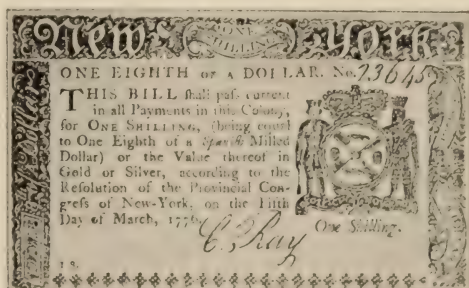 New York
ONE SHILLING
ONE EIGHTH OF A DOLLAR. No. 23645
THIS BILL ſhall paſs current
in all Payments in this Colony,
for ONE SHILLING, (being equal
to One Eighth of a Spaniſh Milled
Dollar) or the Value thereof in
Gold or Silver, according to the
Reſolution of the Provincial Con-
greſs of New-York, on the Fifth
Day of March, 1776.
C. Ray
One Shilling.